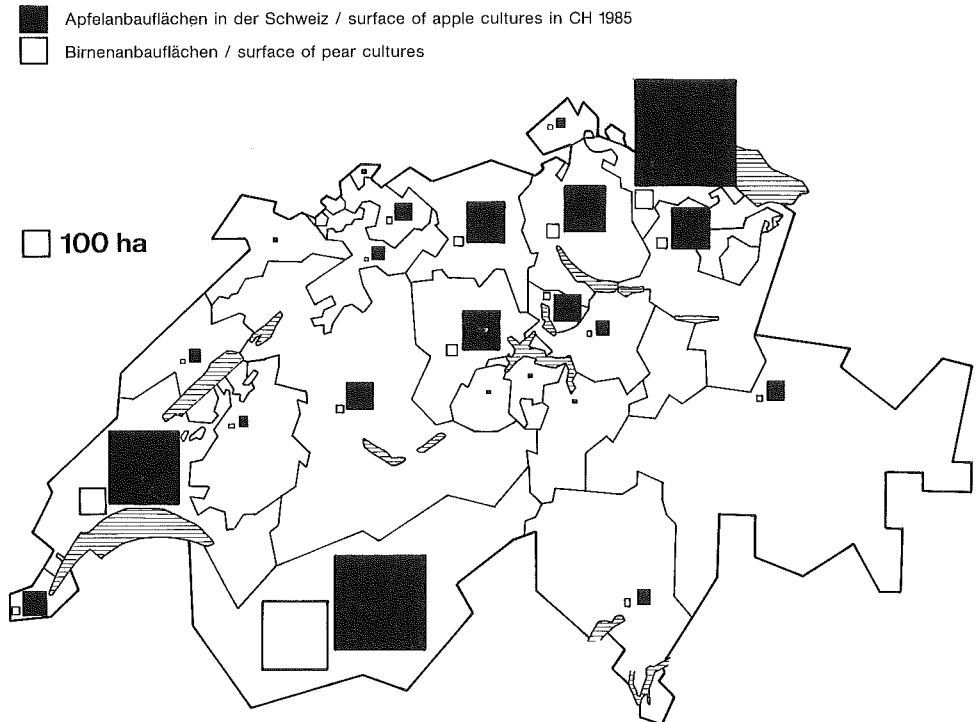 Apfelanbauflächen in der Schweiz / surface of apple cultures in CH 1985
Birnenanbauflächen / surface of pear cultures
100 ha